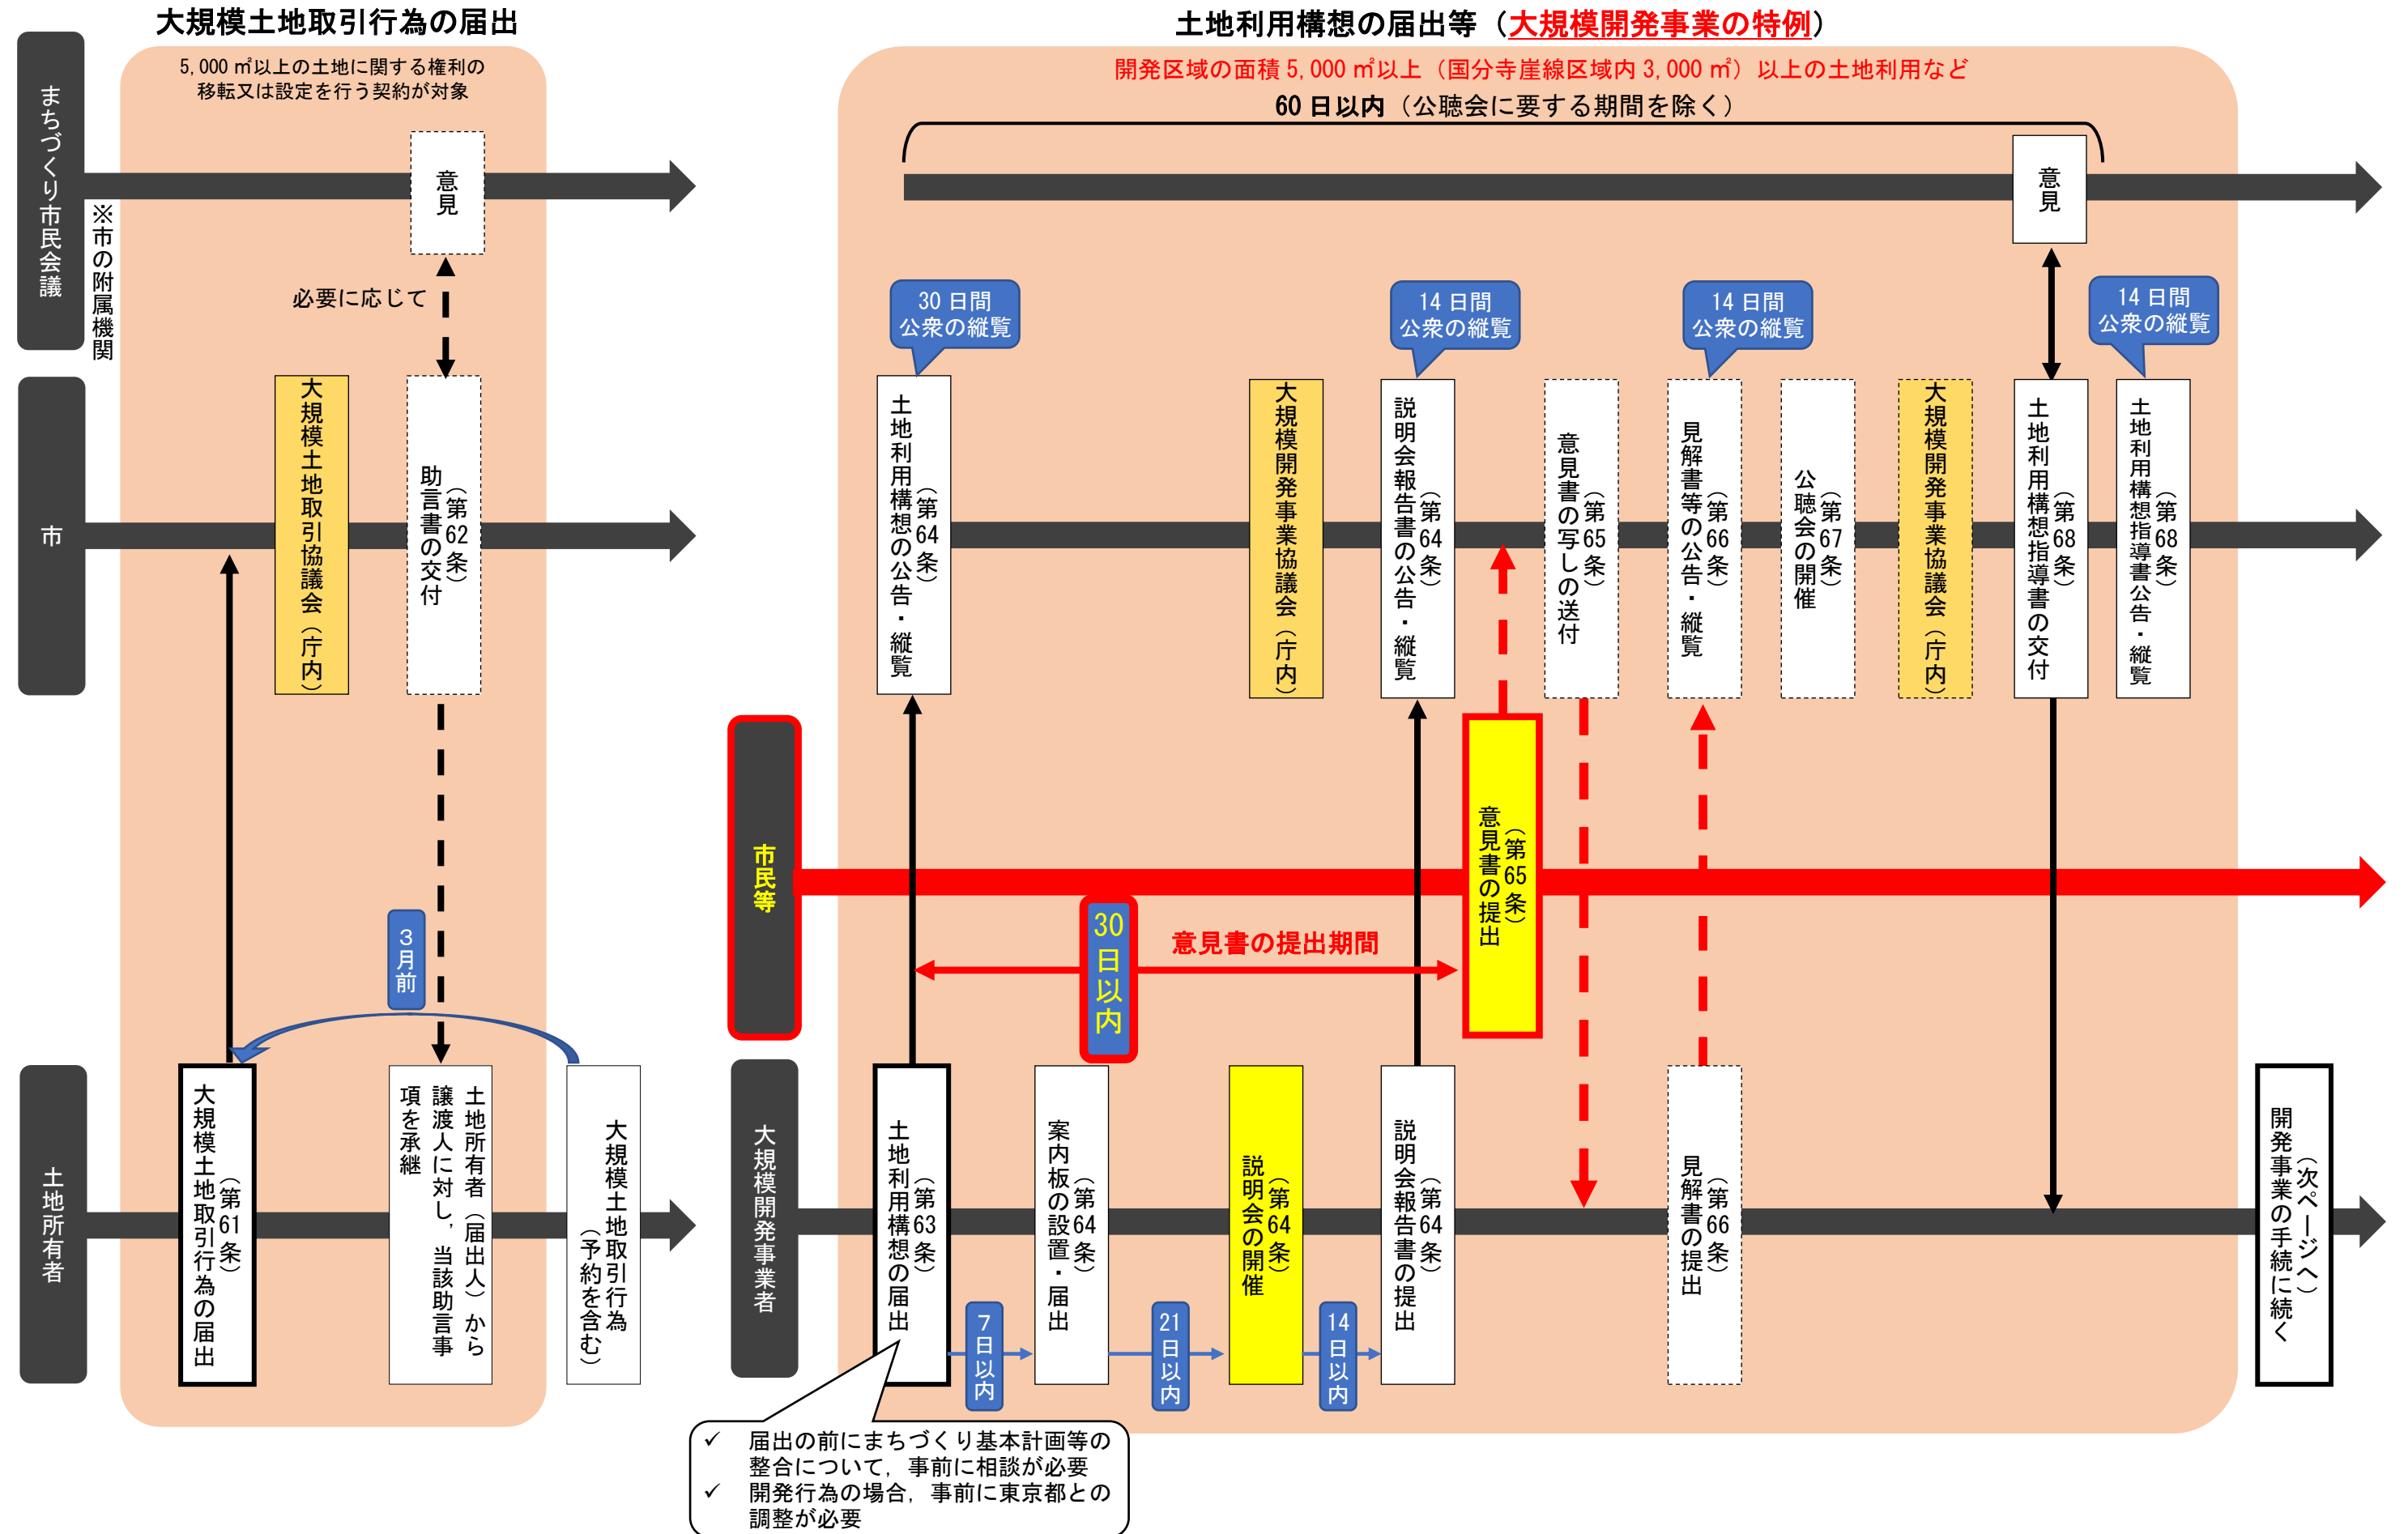 大規模土地取引行為の届出
5,000 ㎡以上の土地に関する権利の
移転又は設定を行う契約が対象
まちづくり市民会議
※市の附属機関
意見
必要に応じて
市
大規模土地取引協議会（庁内）
助言書の交付
（第62条）
3月前
土地所有者
大規模土地取引行為の届出
（第61条）
土地所有者（届出人）から
譲渡人に対し，当該助言事
項を承継
大規模土地取引行為
（予約を含む）
土地利用構想の届出等（大規模開発事業の特例）
開発区域の面積 5,000 ㎡以上（国分寺崖線区域内 3,000 ㎡）以上の土地利用など
60 日以内（公聴会に要する期間を除く）
意見
30 日間
公衆の縦覧
14 日間
公衆の縦覧
14 日間
公衆の縦覧
14 日間
公衆の縦覧
土地利用構想の公告・縦覧
（第64条）
大規模開発事業協議会（庁内）
説明会報告書の公告・縦覧
（第64条）
意見書の写しの送付
（第65条）
見解書等の公告・縦覧
（第66条）
公聴会の開催
（第67条）
大規模開発事業協議会（庁内）
土地利用構想指導書の交付
（第68条）
土地利用構想指導書公告・縦覧
（第68条）
市民等
意見書の提出
（第65条）
30日以内
意見書の提出期間
大規模開発事業者
土地利用構想の届出
（第63条）
7日以内
案内板の設置・届出
（第64条）
21日以内
説明会の開催
（第64条）
14日以内
説明会報告書の提出
（第64条）
見解書の提出
（第66条）
開発事業の手続に続く
（次ページへ）
✓ 届出の前にまちづくり基本計画等の
整合について，事前に相談が必要
✓ 開発行為の場合，事前に東京都との
調整が必要